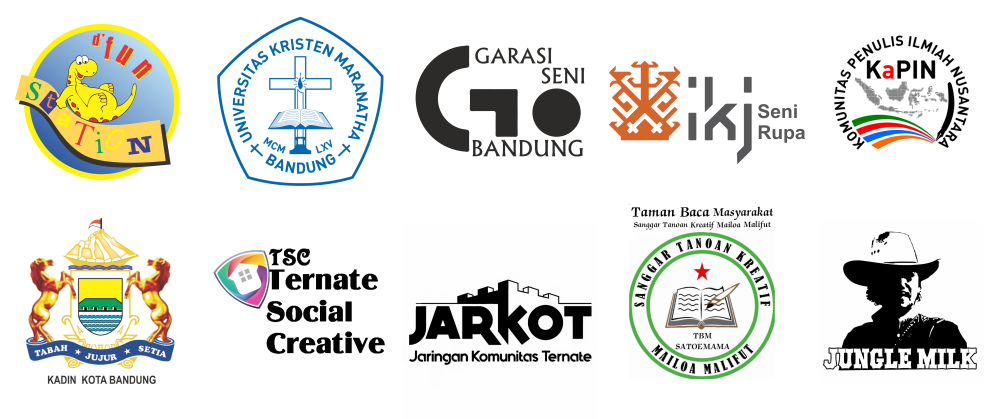 d'fun
StaTiON
UNIVERSITAS KRISTEN MARANATHA
MCM LXV
BANDUNG
GARASI
SENI
10
BANDUNG
ikj
Seni
Rupa
KOMUNITAS PENULIS ILMIAH NUSANTARA
KaPIN
TABAH ★ JUJUR ★ SETIA
KADIN KOTA BANDUNG
TSC
Ternate
Social
Creative
JARKOT
Jaringan Komunitas Ternate
Taman Baca Masyarakat
Sanggar Tanoan Kreatif Mailoa Malifut
SANGGAR TANOAN KREATIF
TBM
SATOEMAMA
MAILOA MALIFUT
JUNGLE MILK